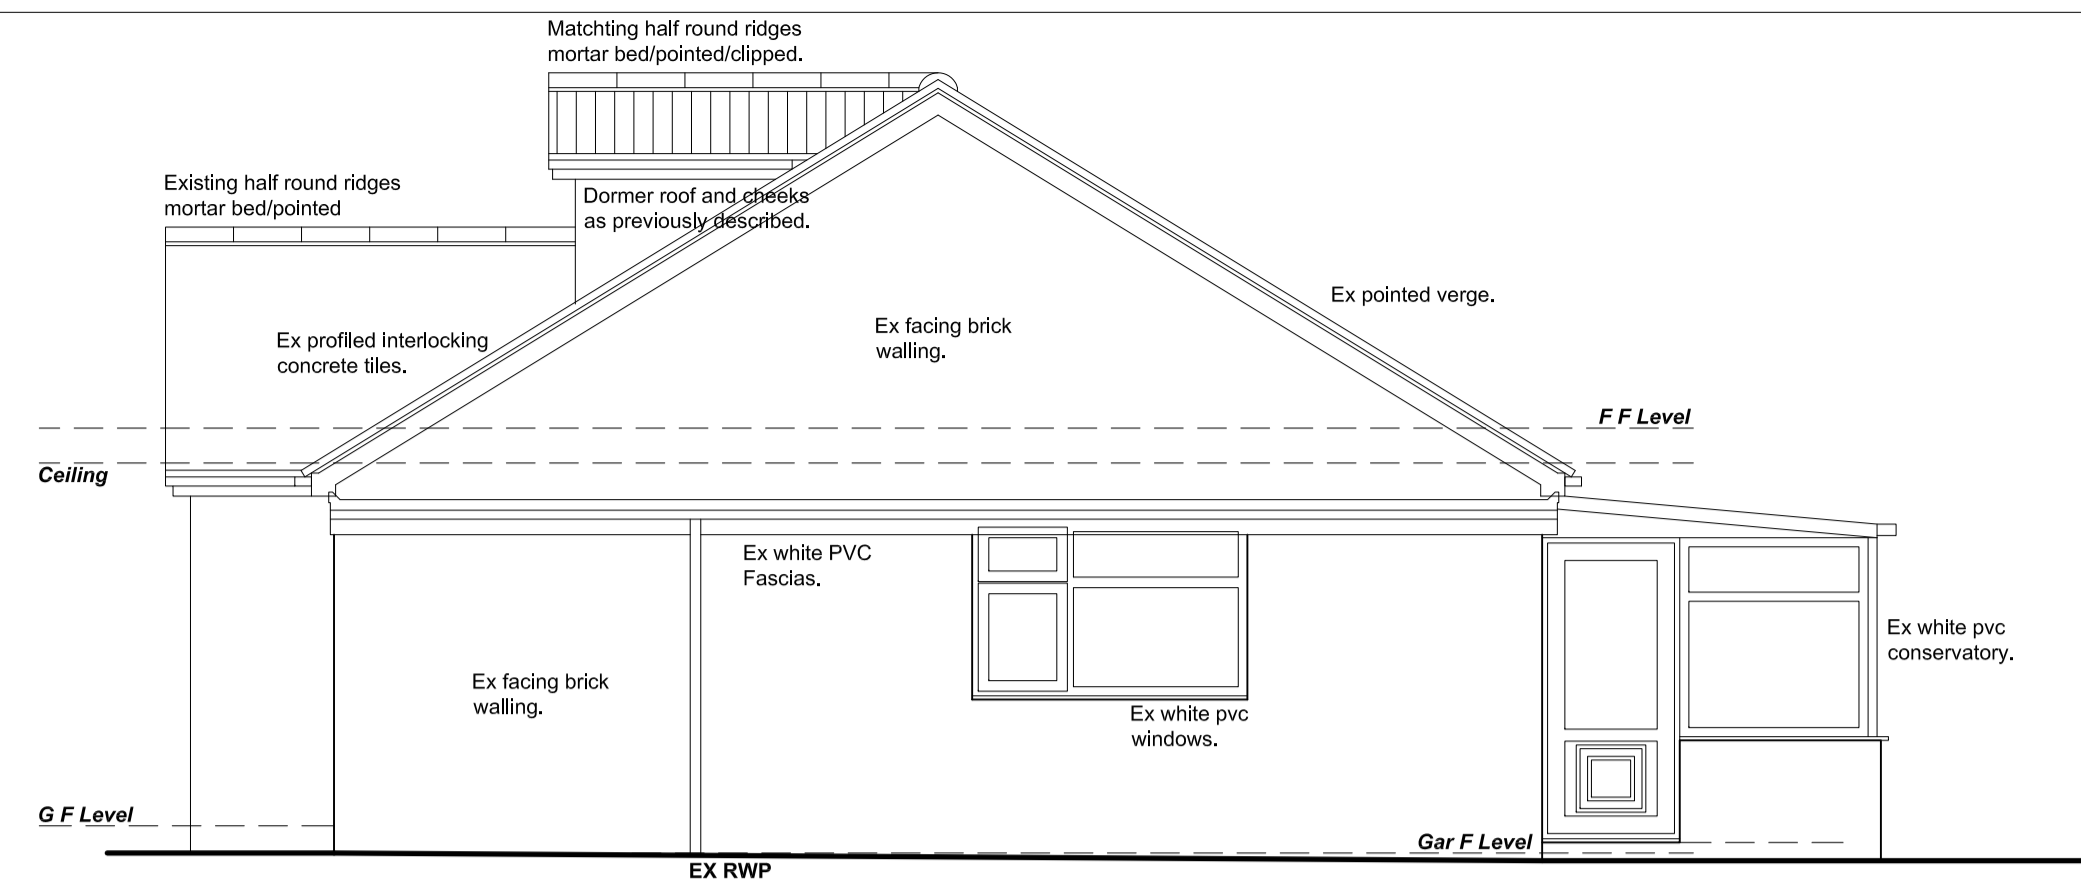 Matchting half round ridges
mortar bed/pointed/clipped.
Existing half round ridges
mortar bed/pointed
Dormer roof and cheeks
as previously described.
Ex pointed verge.
Ex facing brick
walling.
Ex profiled interlocking
concrete tiles.
F F Level
Ceiling
Ex white PVC
Fascias.
Ex white pvc
conservatory.
Ex facing brick
walling.
Ex white pvc
windows.
G F Level
Gar F Level
EX RWP